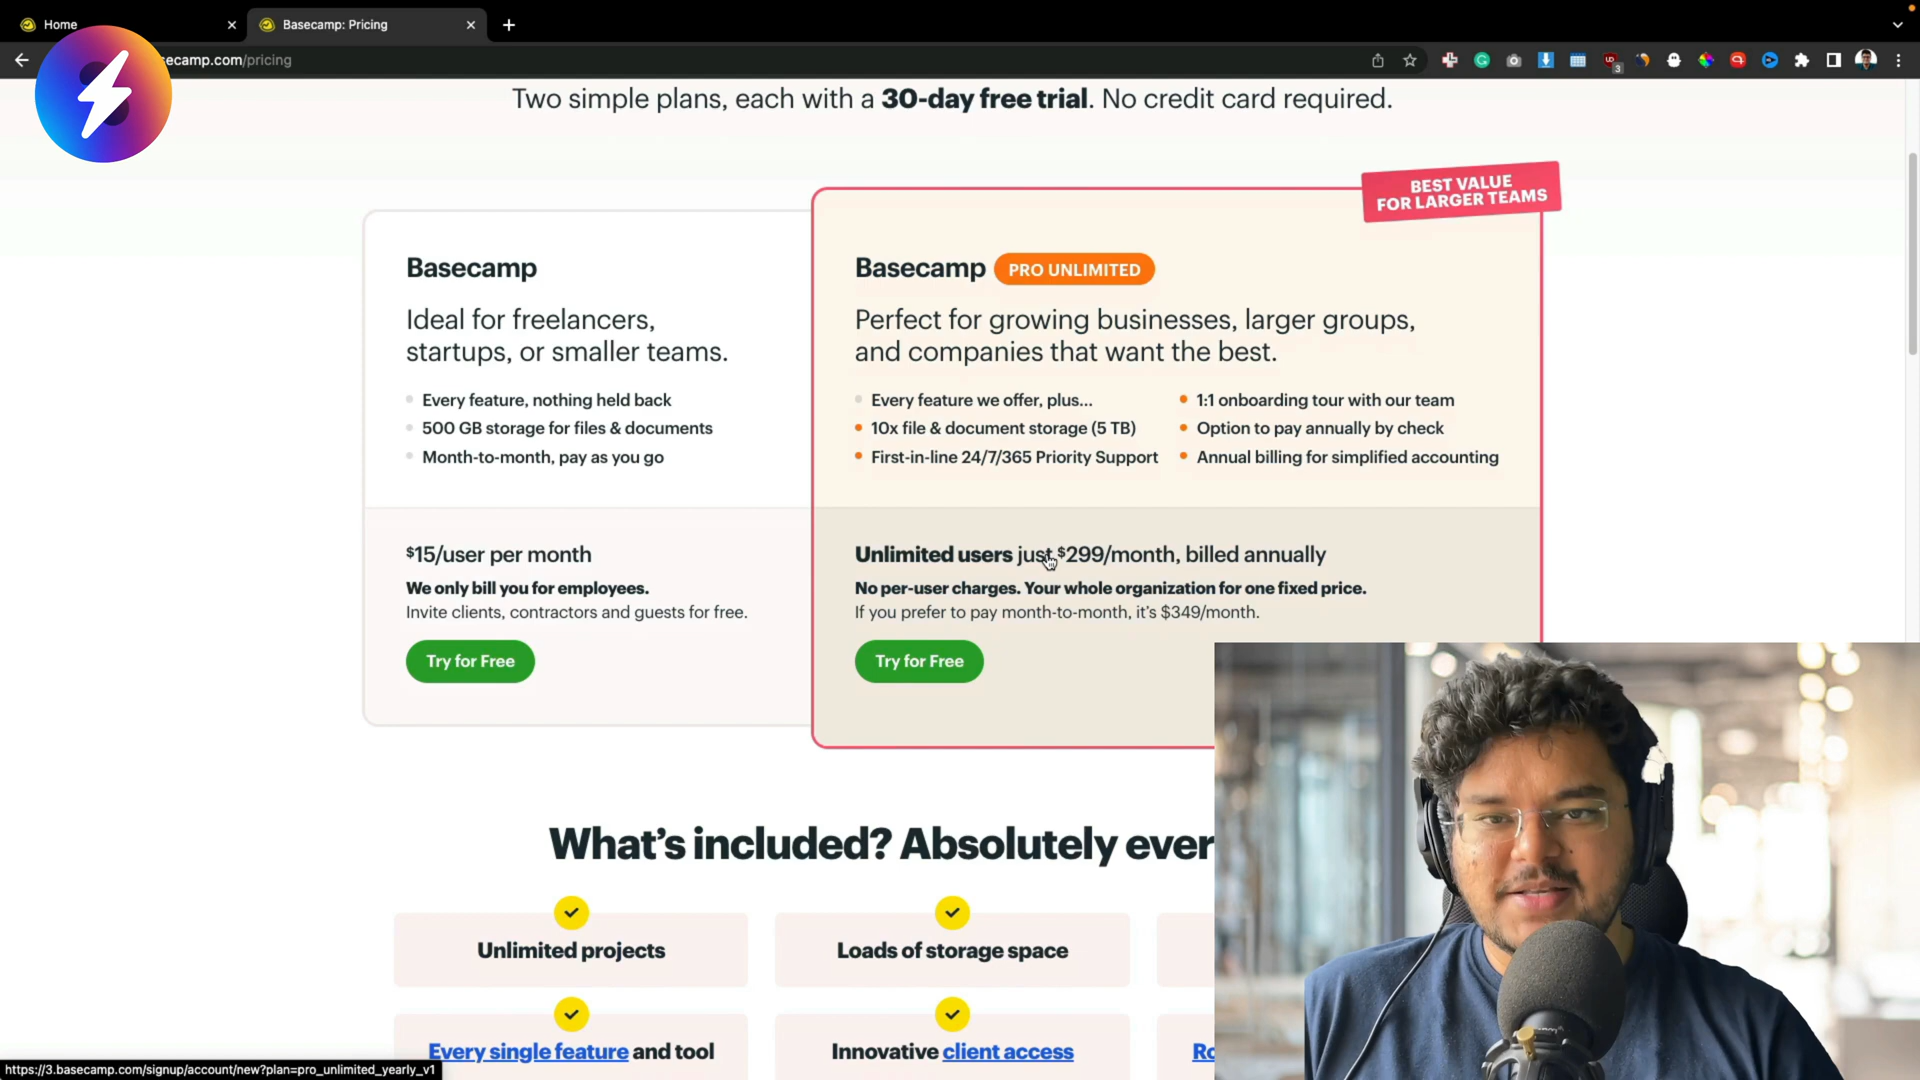 Home
Basecamp: Pricing
ecamp.com/pricing
3
Two simple plans, each with a 30-day free trial. No credit card required.
BEST VALUE
FOR LARGER TEAMS
Basecamp
Ideal for freelancers,
startups, or smaller teams.
Every feature, nothing held back
500 GB storage for files & documents
Month-to-month, pay as you go
$15/user per month
We only bill you for employees.
Invite clients, contractors and guests for free.
Try for Free
Basecamp PRO UNLIMITED
Perfect for growing businesses, larger groups,
and companies that want the best.
Every feature we offer, plus...
10x file & document storage (5 TB)
First-in-line 24/7/365 Priority Support
1:1 onboarding tour with our team
Option to pay annually by check
Annual billing for simplified accounting
Unlimited users just $299/month, billed annually
No per-user charges. Your whole organization for one fixed price.
If you prefer to pay month-to-month, it's $349/month.
Try for Free
What's included? Absolutely ever
Unlimited projects
Loads of storage space
Every single feature and tool
Innovative client access
Ro
https://3.basecamp.com/signup/account/new?plan=pro_unlimited_yearly_v1